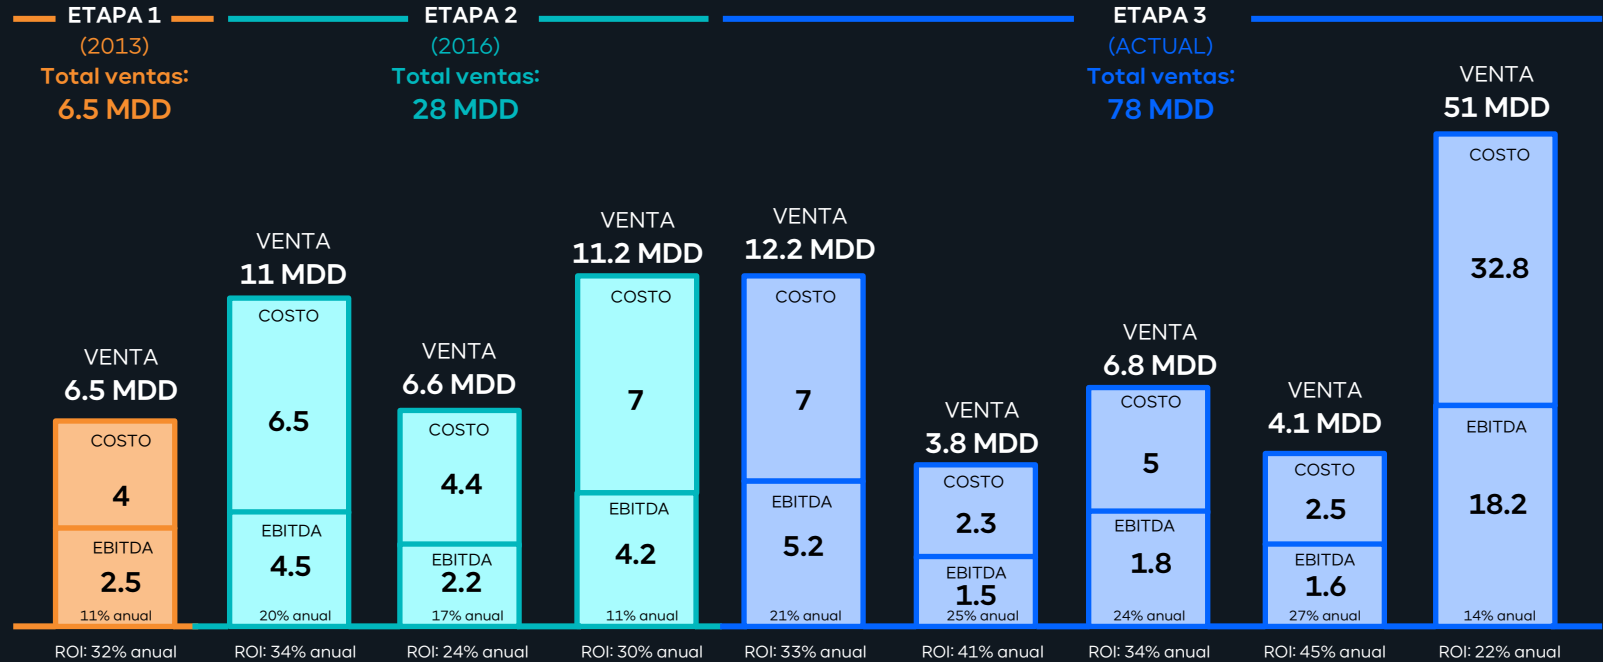 ETAPA 1
(2013)
Total ventas:
6.5 MDD
ETAPA 2
(2016)
Total ventas:
28 MDD
ETAPA 3
(ACTUAL)
Total ventas:
78 MDD
VENTA
6.5 MDD
COSTO
4
EBITDA
2.5
11% anual
ROI: 32% anual
VENTA
11 MDD
COSTO
6.5
EBITDA
4.5
20% anual
ROI: 34% anual
VENTA
6.6 MDD
COSTO
4.4
EBITDA
2.2
17% anual
ROI: 24% anual
VENTA
11.2 MDD
COSTO
7
EBITDA
4.2
11% anual
ROI: 30% anual
VENTA
12.2 MDD
COSTO
7
EBITDA
5.2
21% anual
ROI: 33% anual
VENTA
3.8 MDD
COSTO
2.3
EBITDA
1.5
25% anual
ROI: 41% anual
VENTA
6.8 MDD
COSTO
5
EBITDA
1.8
24% anual
ROI: 34% anual
VENTA
4.1 MDD
COSTO
2.5
EBITDA
1.6
27% anual
ROI: 45% anual
VENTA
51 MDD
COSTO
32.8
EBITDA
18.2
14% anual
ROI: 22% anual